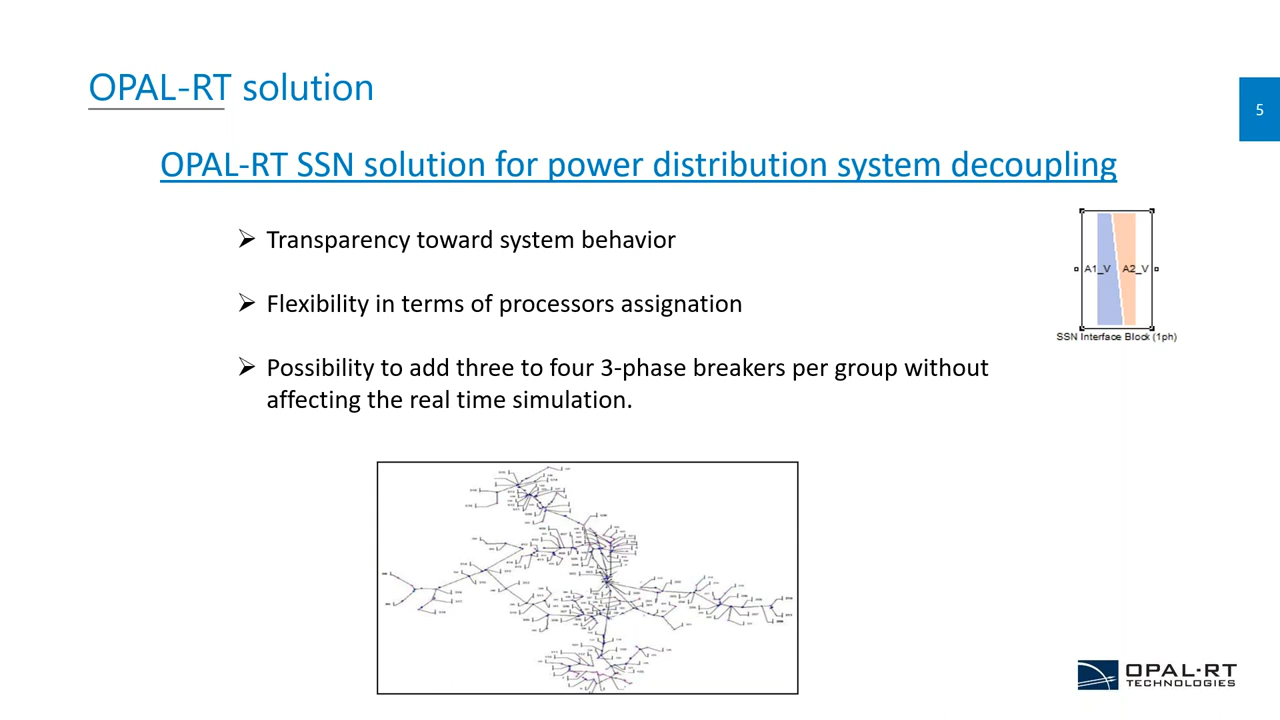 OPAL-RT solution
5
OPAL-RT SSN solution for power distribution system decoupling
➢ Transparency toward system behavior
➢ Flexibility in terms of processors assignation
➢ Possibility to add three to four 3-phase breakers per group without
affecting the real time simulation.
A1_V A2_V
SSN Interface Block (1ph)
OPAL-RT
TECHNOLOGIES